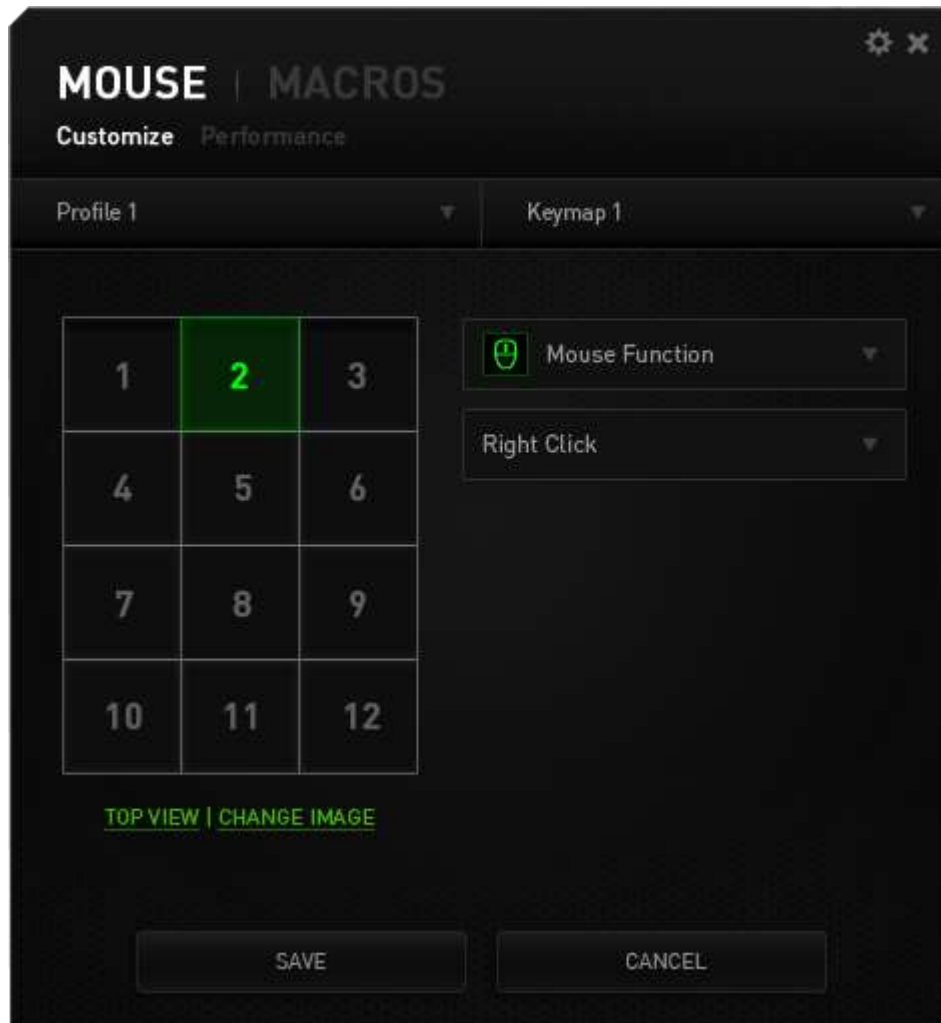 MOUSE | MACROS
Customize Performance
Profile 1 Keymap 1
1 2 3 Mouse Function
Right Click
4 5 6
7 8 9
10 11 12
TOP VIEW | CHANGE IMAGE
SAVE CANCEL